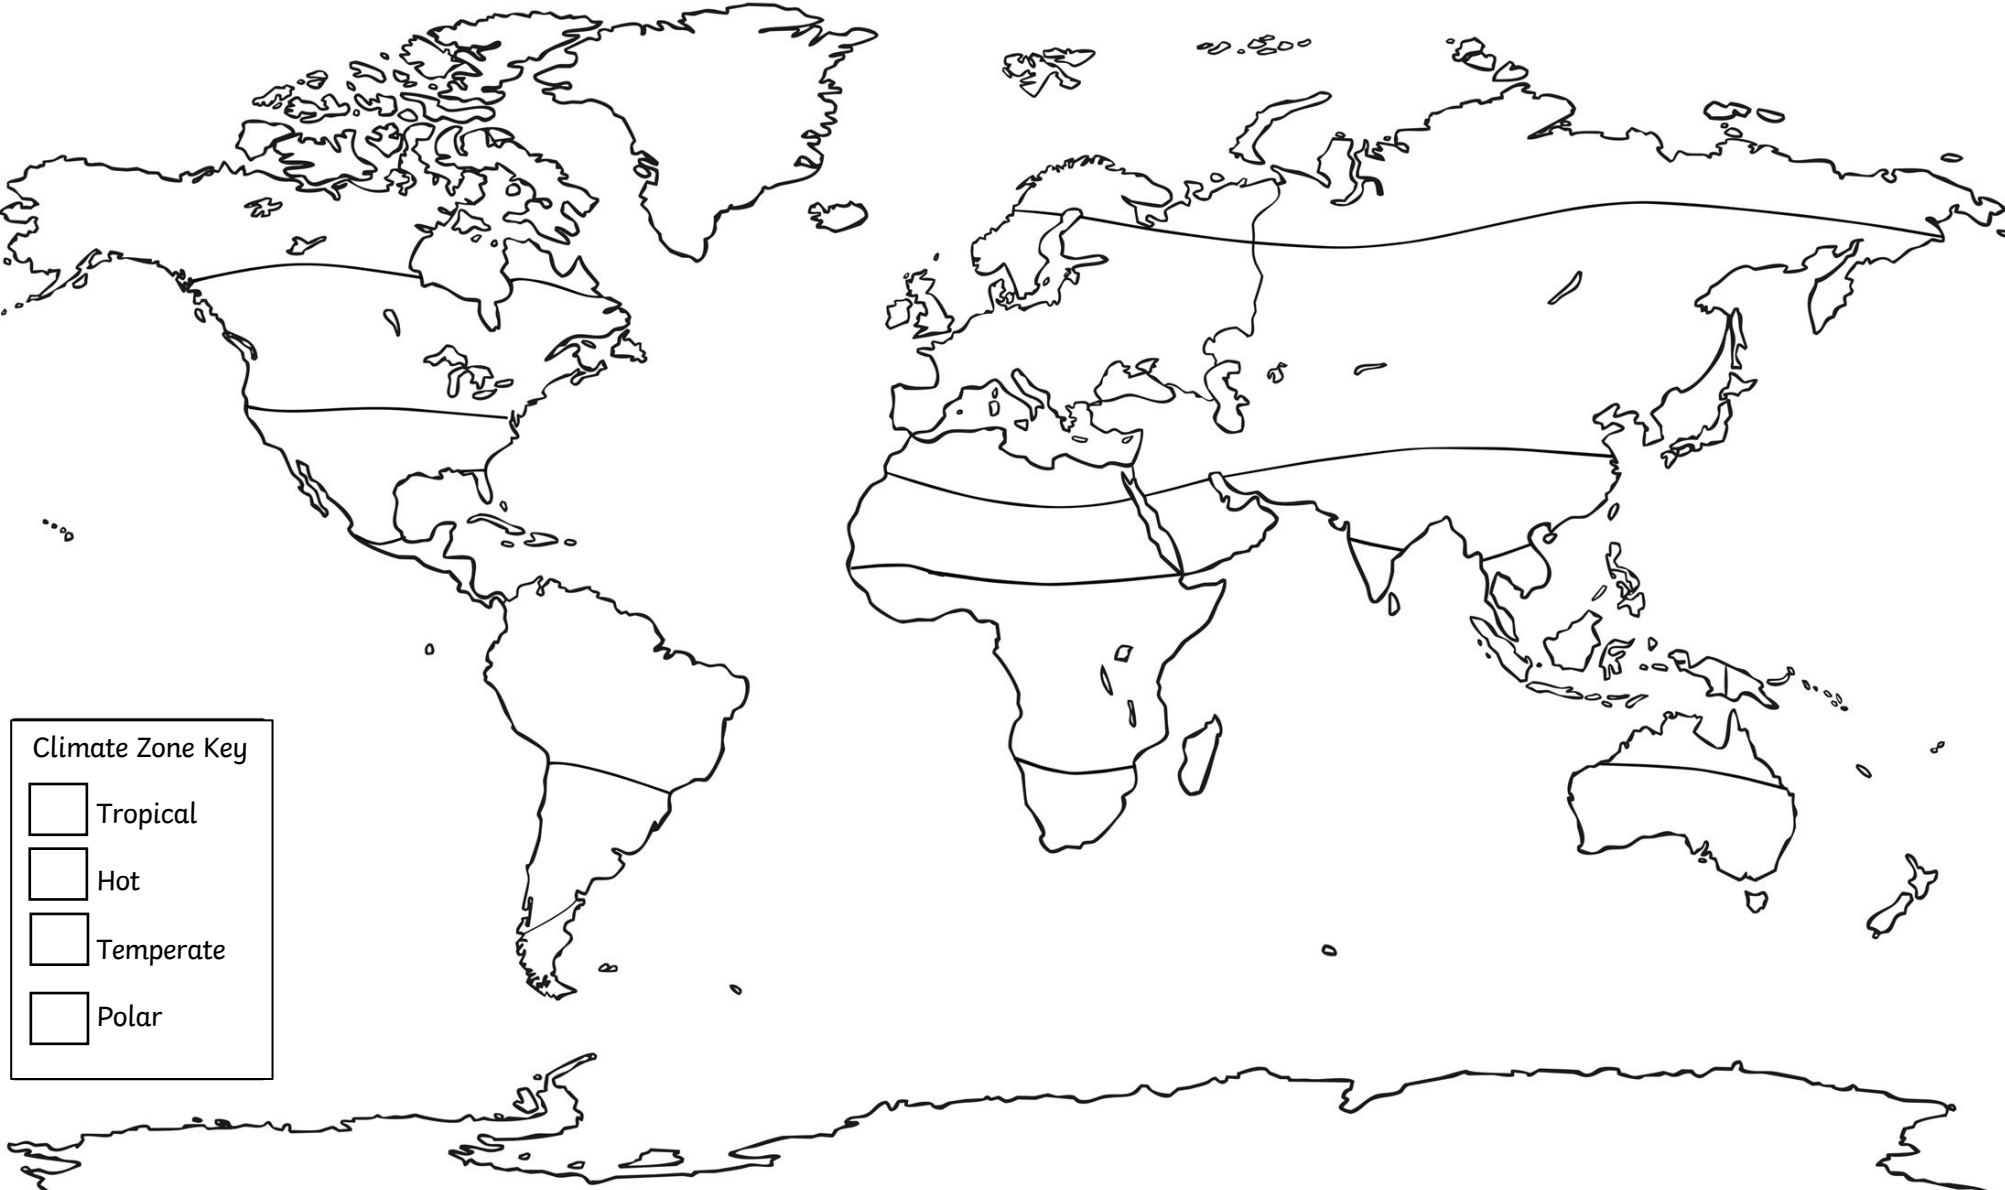 Climate Zone Key
Tropical
Hot
Temperate
Polar